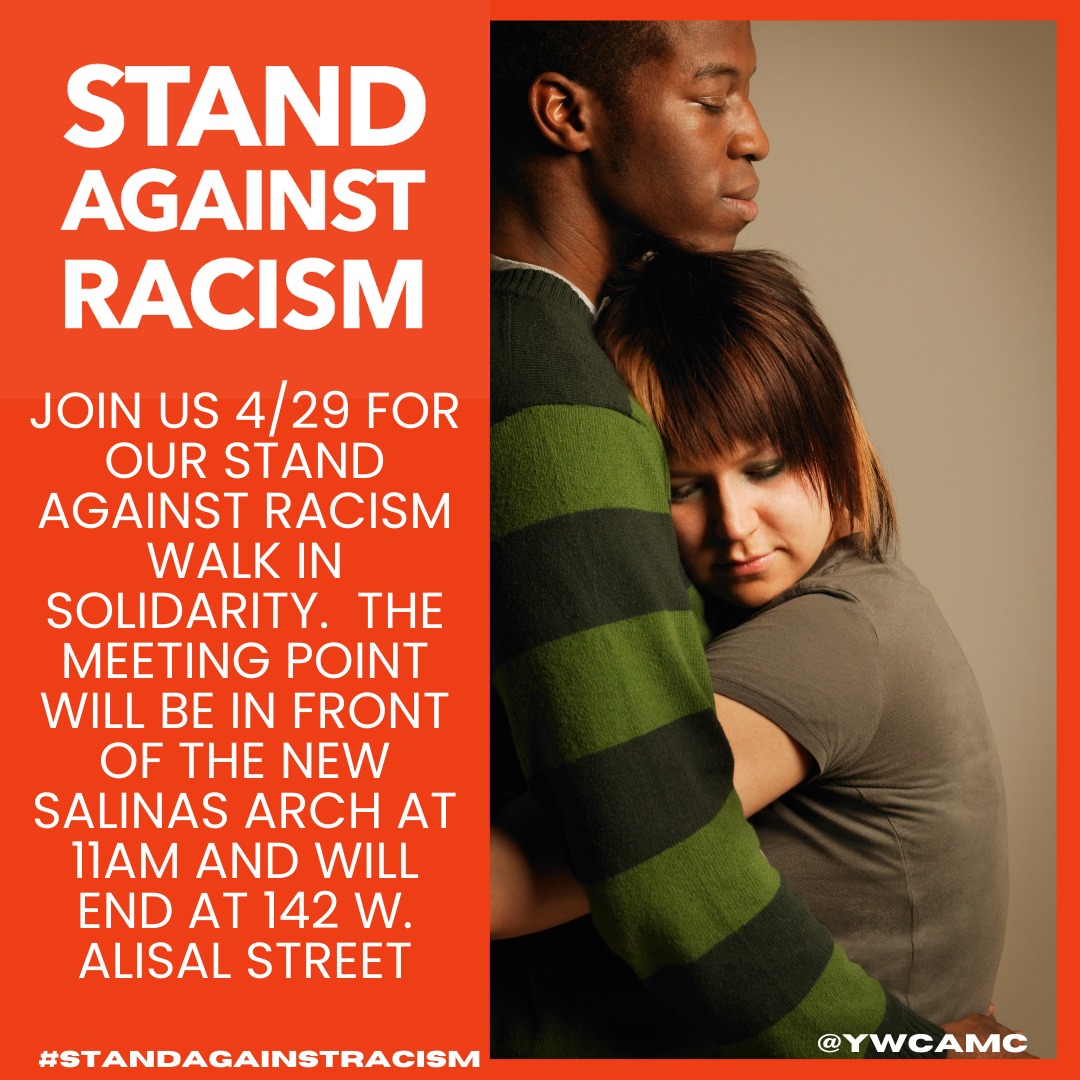 STAND
AGAINST
RACISM
JOIN US 4/29 FOR
OUR STAND
AGAINST RACISM
WALK IN
SOLIDARITY.  THE
MEETING POINT
WILL BE IN FRONT
OF THE NEW
SALINAS ARCH AT
11AM AND WILL
END AT 142 W.
ALISAL STREET
#STANDAGAINSTRACISM
@YWCAMC